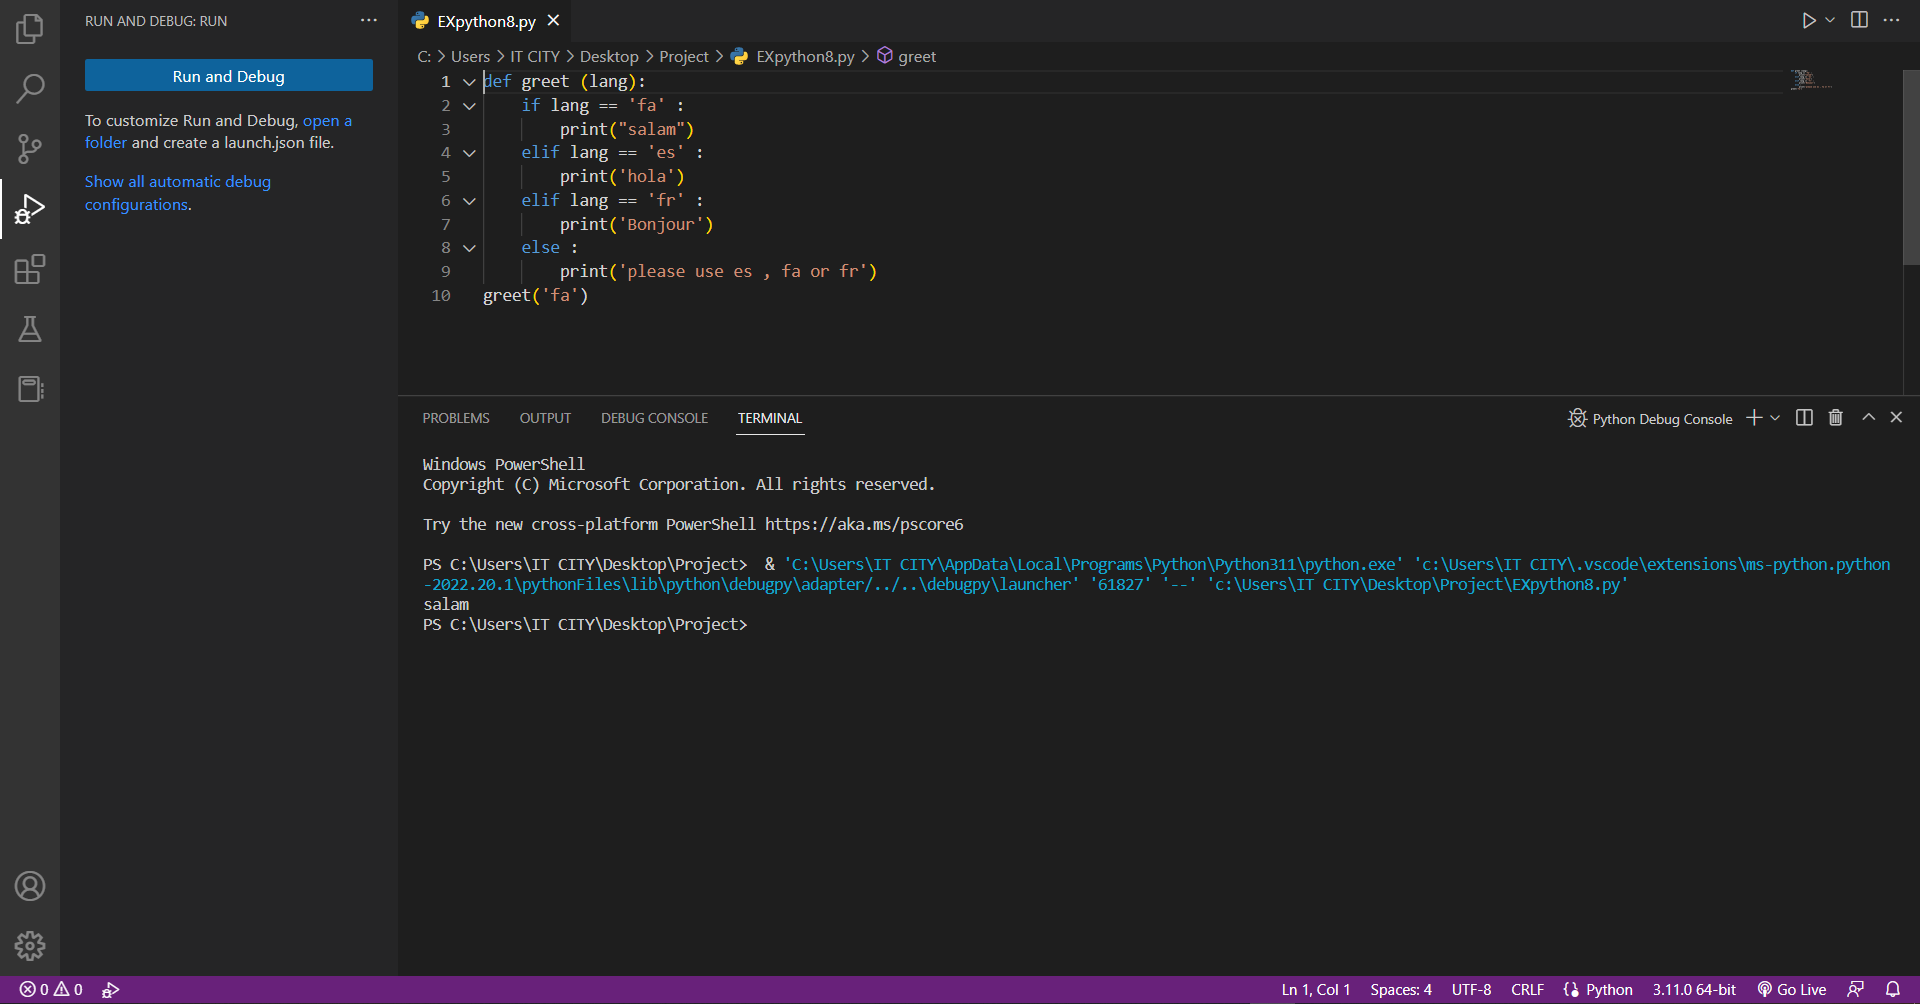 RUN AND DEBUG: RUN
Run and Debug
To customize Run and Debug, open a
folder and create a launch.json file.
Show all automatic debug
configurations.
EXpython8.py
C: > Users > IT CITY > Desktop > Project > EXpython8.py > greet
1 def greet (lang):
2     if lang == 'fa' :
3         print("salam")
4     elif lang == 'es' :
5         print('hola')
6     elif lang == 'fr' :
7         print('Bonjour')
8     else :
9         print('please use es , fa or fr')
10 greet('fa')
PROBLEMS OUTPUT DEBUG CONSOLE TERMINAL Python Debug Console
Windows PowerShell
Copyright (C) Microsoft Corporation. All rights reserved.
Try the new cross-platform PowerShell https://aka.ms/pscore6
PS C:\Users\IT CITY\Desktop\Project>  & 'C:\Users\IT CITY\AppData\Local\Programs\Python\Python311\python.exe' 'c:\Users\IT CITY\.vscode\extensions\ms-python.python
-2022.20.1\pythonFiles\lib\python\debugpy\adapter/../..\debugpy\launcher' '61827' '--' 'c:\Users\IT CITY\Desktop\Project\EXpython8.py'
salam
PS C:\Users\IT CITY\Desktop\Project>
0 0 Ln 1, Col 1 Spaces: 4 UTF-8 CRLF Python 3.11.0 64-bit Go Live